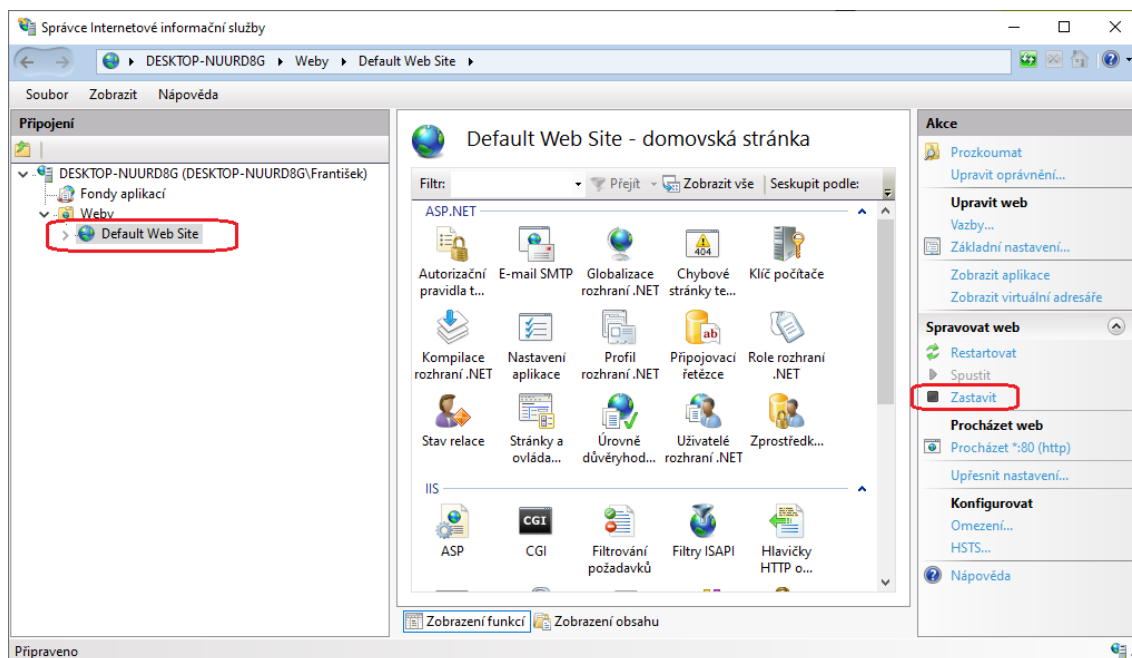 Správce Internetové informační služby
DESKTOP-NUURD8G Weby Default Web Site
Soubor Zobrazit Nápověda
Připojení
DESKTOP-NUURD8G (DESKTOP-NUURD8G\František)
Fondy aplikací
Weby
Default Web Site
Default Web Site - domovská stránka
Filtr: Přejít Zobrazit vše Seskupit podle:
ASP.NET
Autorizační E-mail SMTP Globalizace Chybové Klíč počítače
pravidla t... rozhraní .NET stránky te...
404
ab
Kompilace Nastavení Profil Připojovací Role rozhraní
rozhraní .NET aplikace rozhraní .NET řetězce .NET
Stav relace Stránky a Úrovně Uživatelé Zprostředk...
ovláda... důvěryhod... rozhraní .NET
IIS
CGI
ASP CGI Filtrování Filtry ISAPI Hlavičky
požadavků HTTP o...
Zobrazení funkcí Zobrazení obsahu
Akce
Prozkoumat
Upravit oprávnění...
Upravit web
Vazby...
Základní nastavení...
Zobrazit aplikace
Zobrazit virtuální adresáře
Spravovat web
Restartovat
Spustit
Zastavit
Procházet web
Procházet *:80 (http)
Upřesnit nastavení...
Konfigurovat
Omezení...
HSTS...
Nápověda
Připraveno